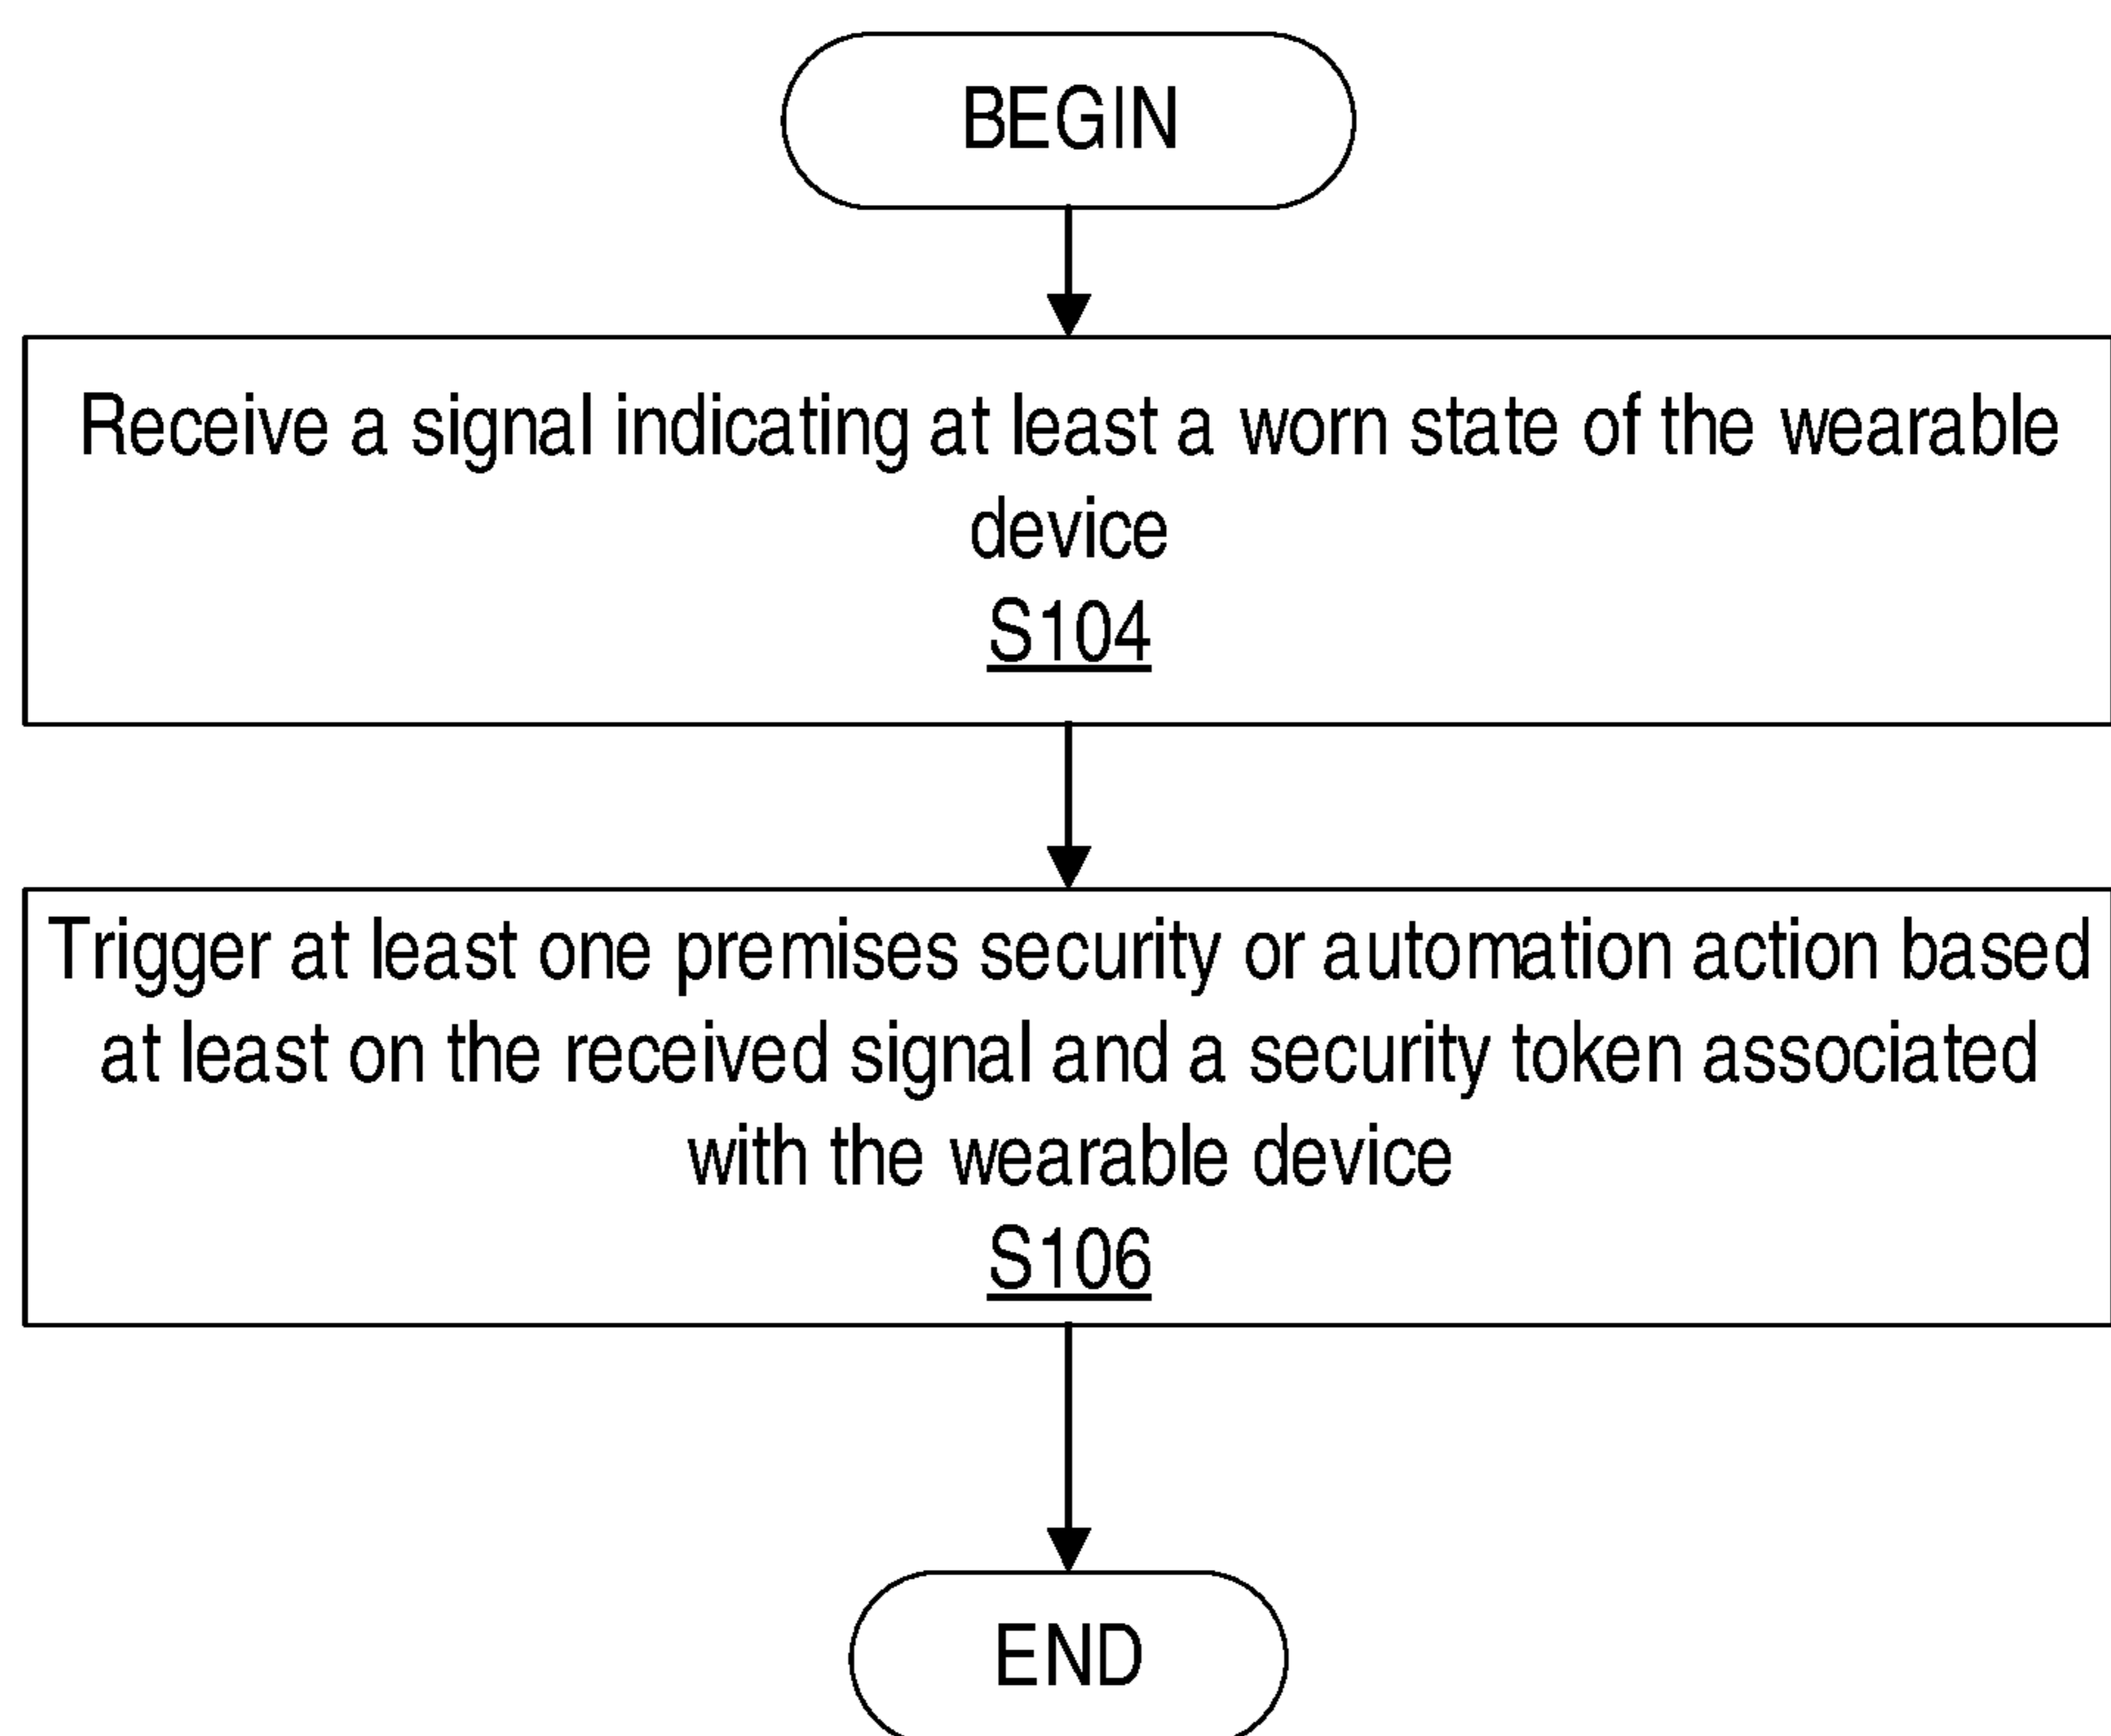 BEGIN
Receive a signal indicating at least a worn state of the wearable
device
S104
Trigger at least one premises security or automation action based
at least on the received signal and a security token associated
with the wearable device
S106
END